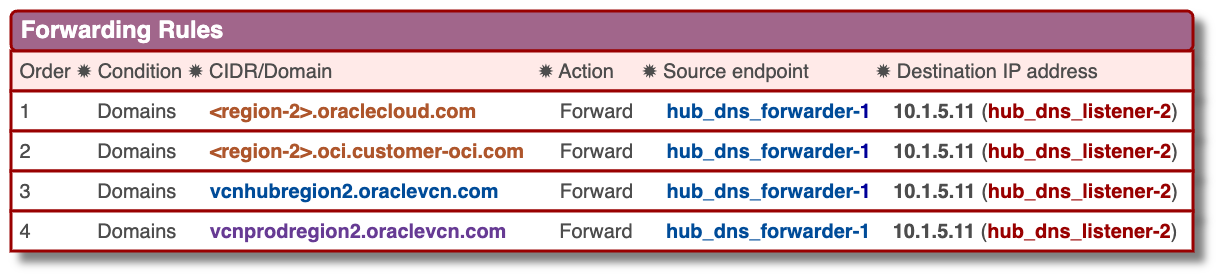 Forwarding Rules
Order ✹ Condition ✹ CIDR/Domain ✹ Action ✹ Source endpoint ✹ Destination IP address
1 Domains <region-2>.oraclecloud.com Forward hub_dns_forwarder-1 10.1.5.11 (hub_dns_listener-2)
2 Domains <region-2>.oci.customer-oci.com Forward hub_dns_forwarder-1 10.1.5.11 (hub_dns_listener-2)
3 Domains vcnhubregion2.oraclevcn.com Forward hub_dns_forwarder-1 10.1.5.11 (hub_dns_listener-2)
4 Domains vcnprodregion2.oraclevcn.com Forward hub_dns_forwarder-1 10.1.5.11 (hub_dns_listener-2)